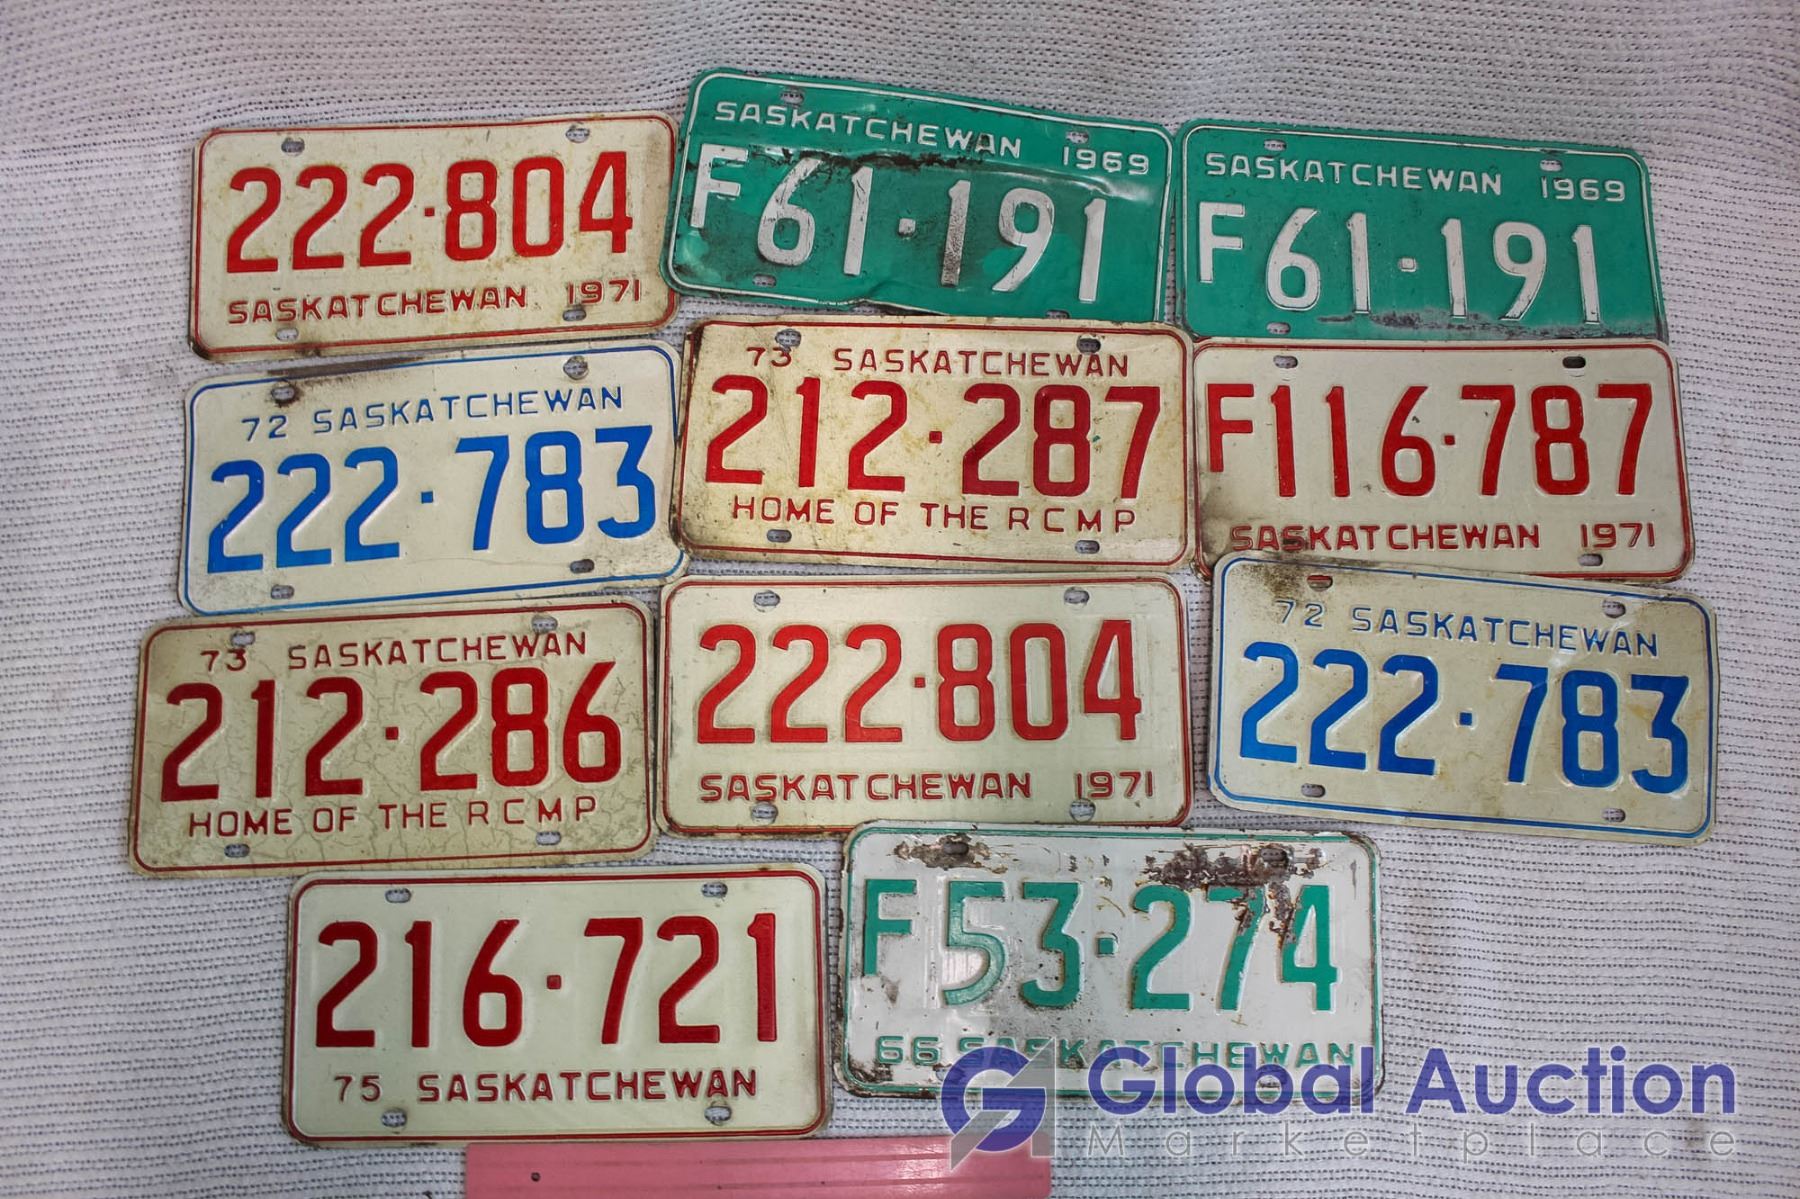 222·804
SASKATCHEWAN 1971
SASKATCHEWAN 1969
F61·191
SASKATCHEWAN 1969
F61·191
72 SASKATCHEWAN
222·783
73 SASKATCHEWAN
212·287
HOME OF THE RCMP
F116·787
SASKATCHEWAN 1971
73 SASKATCHEWAN
212·286
HOME OF THE RCMP
222·804
SASKATCHEWAN 1971
72 SASKATCHEWAN
222·783
216·721
75 SASKATCHEWAN
F53·274
66 SASKATCHEWAN
Global Auction
Marketplace